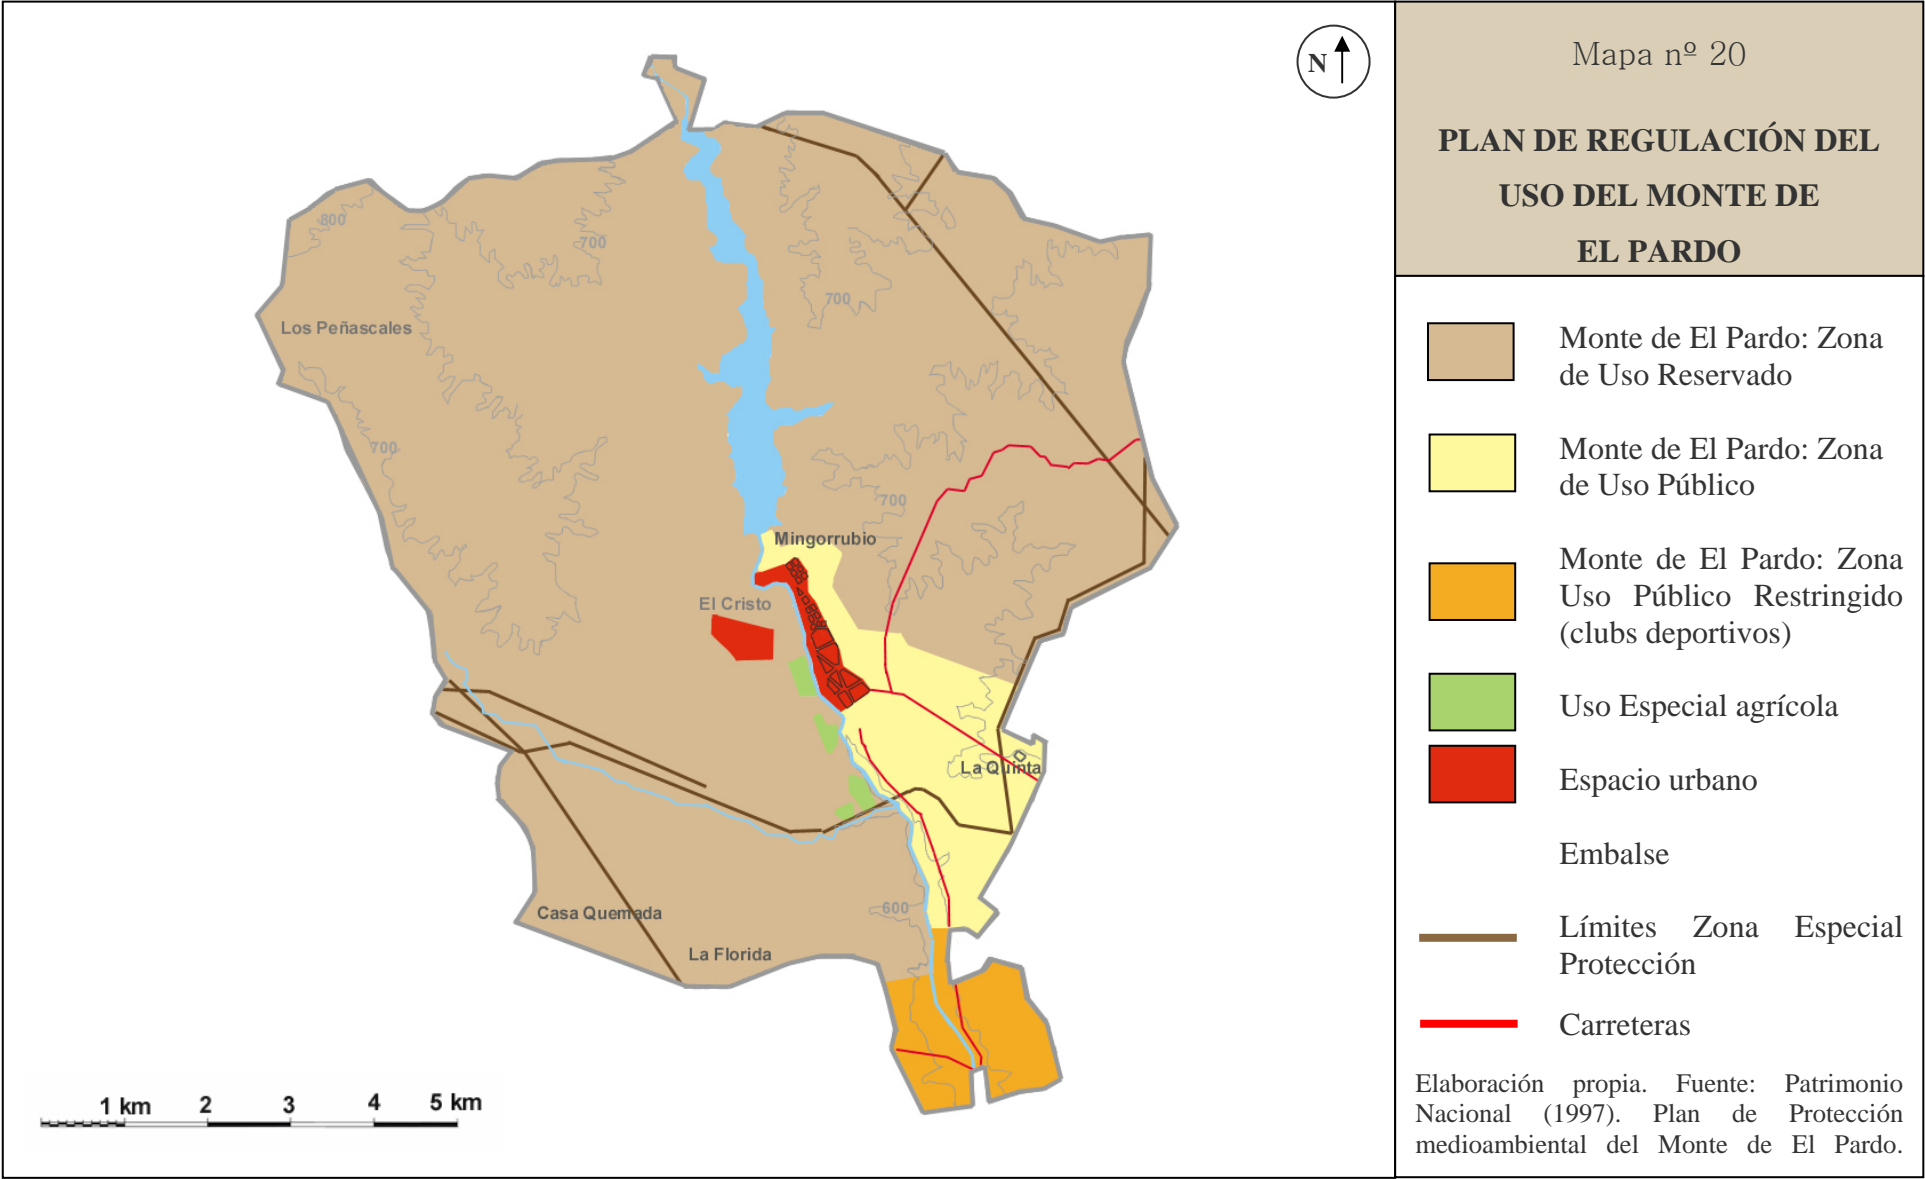 N
800
700
700
Los Peñascales
700
700
Mingorrubio
El Cristo
La Quinta
600
Casa Quemada
La Florida
1 km 2 3 4 5 km
Mapa nº 20
PLAN DE REGULACIÓN DEL
USO DEL MONTE DE
EL PARDO
Monte de El Pardo: Zona
de Uso Reservado
Monte de El Pardo: Zona
de Uso Público
Monte de El Pardo: Zona
Uso Público Restringido
(clubs deportivos)
Uso Especial agrícola
Espacio urbano
Embalse
Límites Zona Especial
Protección
Carreteras
Elaboración propia. Fuente: Patrimonio
Nacional (1997). Plan de Protección
medioambiental del Monte de El Pardo.